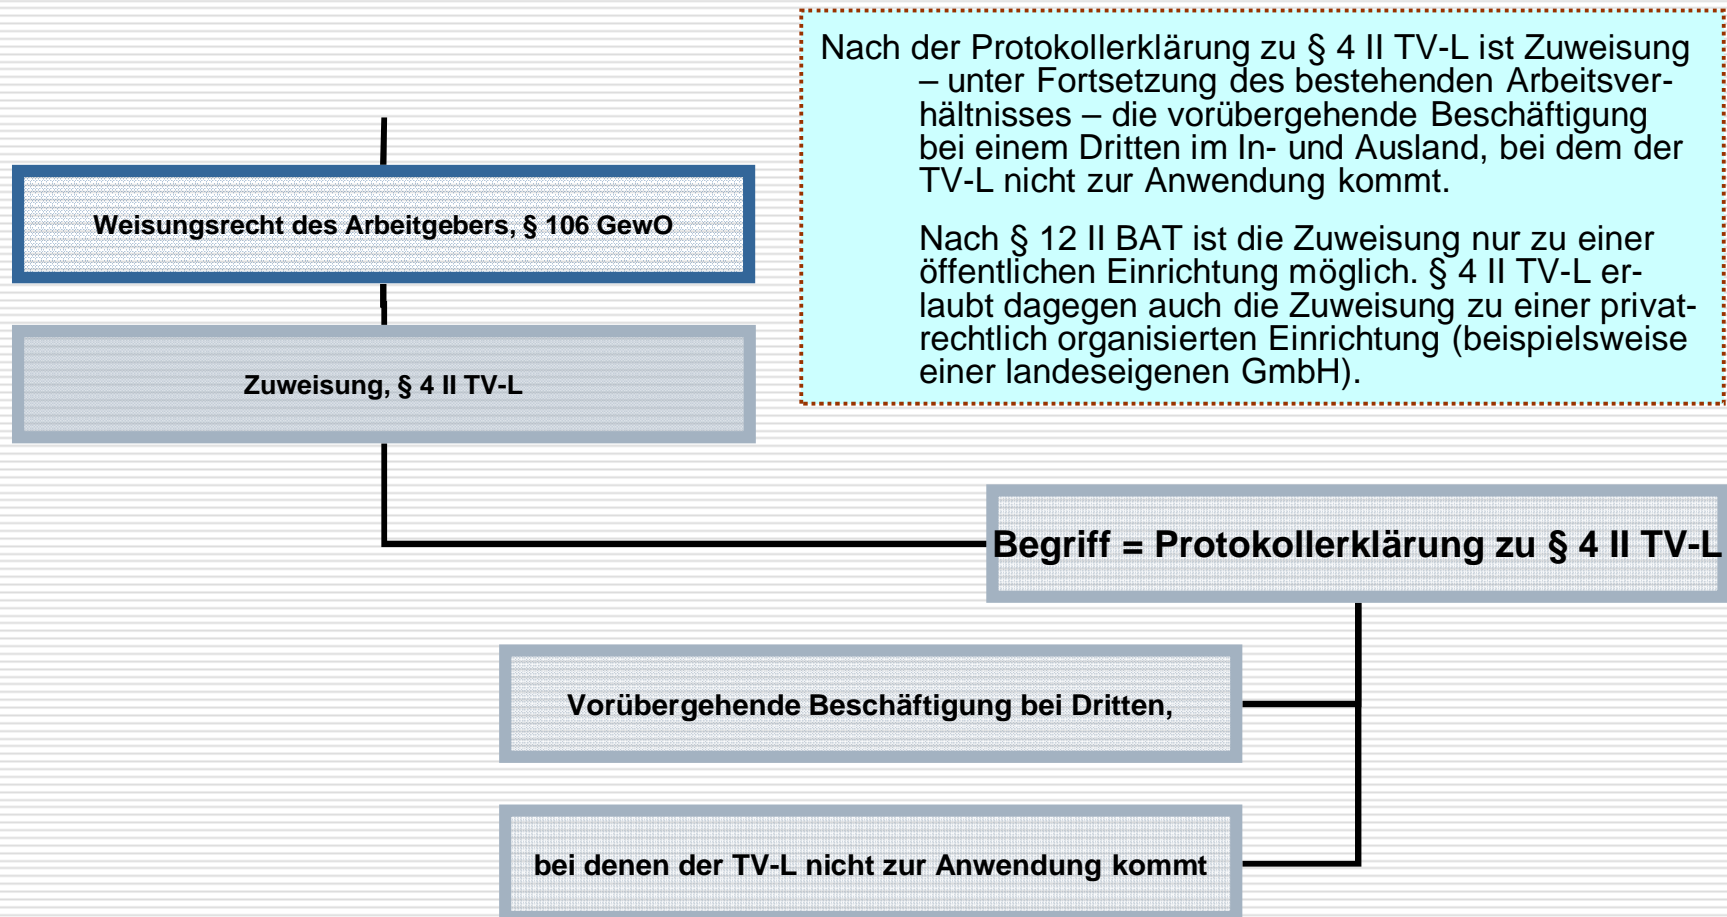 Nach der Protokollerklärung zu § 4 II TV-L ist Zuweisung
– unter Fortsetzung des bestehenden Arbeitsver-
hältnisses – die vorübergehende Beschäftigung
bei einem Dritten im In- und Ausland, bei dem der
TV-L nicht zur Anwendung kommt.
Nach § 12 II BAT ist die Zuweisung nur zu einer
öffentlichen Einrichtung möglich. § 4 II TV-L er-
laubt dagegen auch die Zuweisung zu einer privat-
rechtlich organisierten Einrichtung (beispielsweise
einer landeseigenen GmbH).
Weisungsrecht des Arbeitgebers, § 106 GewO
Zuweisung, § 4 II TV-L
Begriff = Protokollerklärung zu § 4 II TV-L
Vorübergehende Beschäftigung bei Dritten,
bei denen der TV-L nicht zur Anwendung kommt